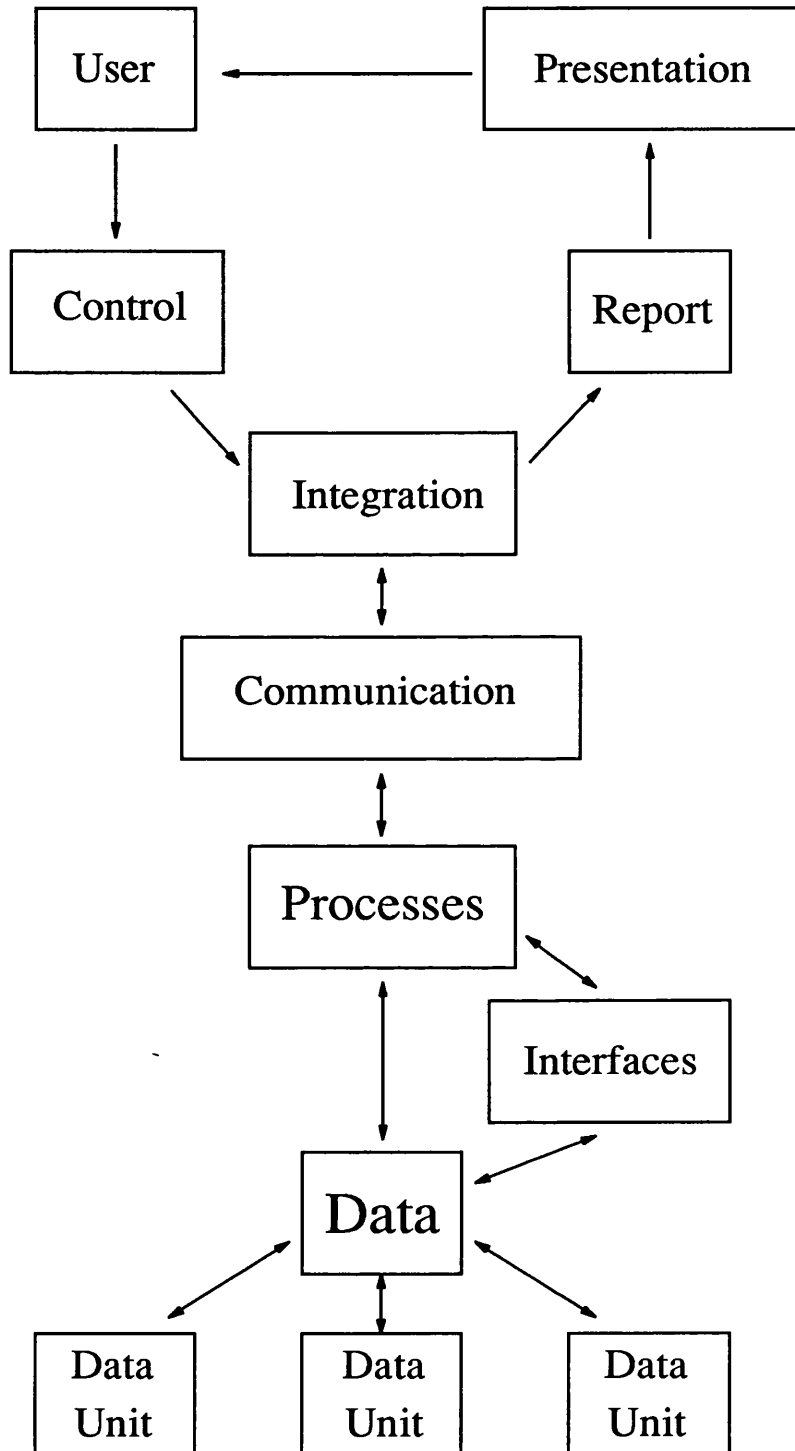 User
Presentation
Control
Report
Integration
Communication
Processes
Interfaces
Data
Data
Unit
Data
Unit
Data
Unit